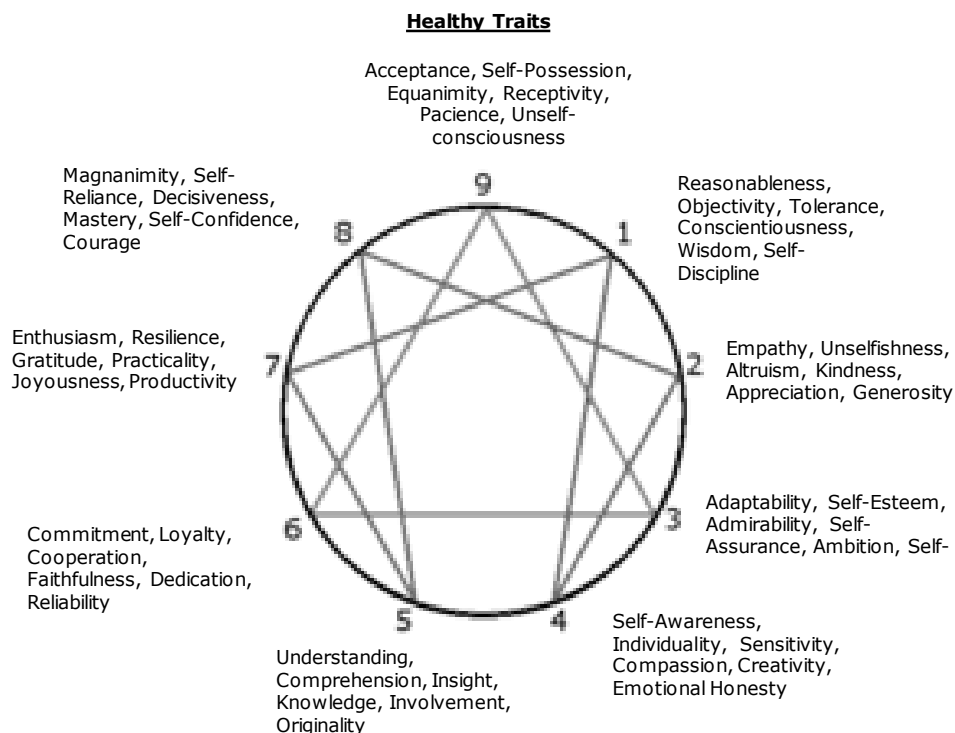 Healthy Traits
Acceptance, Self-Possession,
Equanimity, Receptivity,
Pacience, Unself-
consciousness
Magnanimity, Self-
Reliance, Decisiveness,
Mastery, Self-Confidence,
Courage
9
8
1
Reasonableness,
Objectivity, Tolerance,
Conscientiousness,
Wisdom, Self-
Discipline
Enthusiasm, Resilience,
Gratitude, Practicality,
Joyousness, Productivity
7
2
Empathy, Unselfishness,
Altruism, Kindness,
Appreciation, Generosity
Commitment, Loyalty,
Cooperation,
Faithfulness, Dedication,
Reliability
6
3
Adaptability, Self-Esteem,
Admirability, Self-
Assurance, Ambition, Self-
5
4
Understanding,
Comprehension, Insight,
Knowledge, Involvement,
Originality
Self-Awareness,
Individuality, Sensitivity,
Compassion, Creativity,
Emotional Honesty